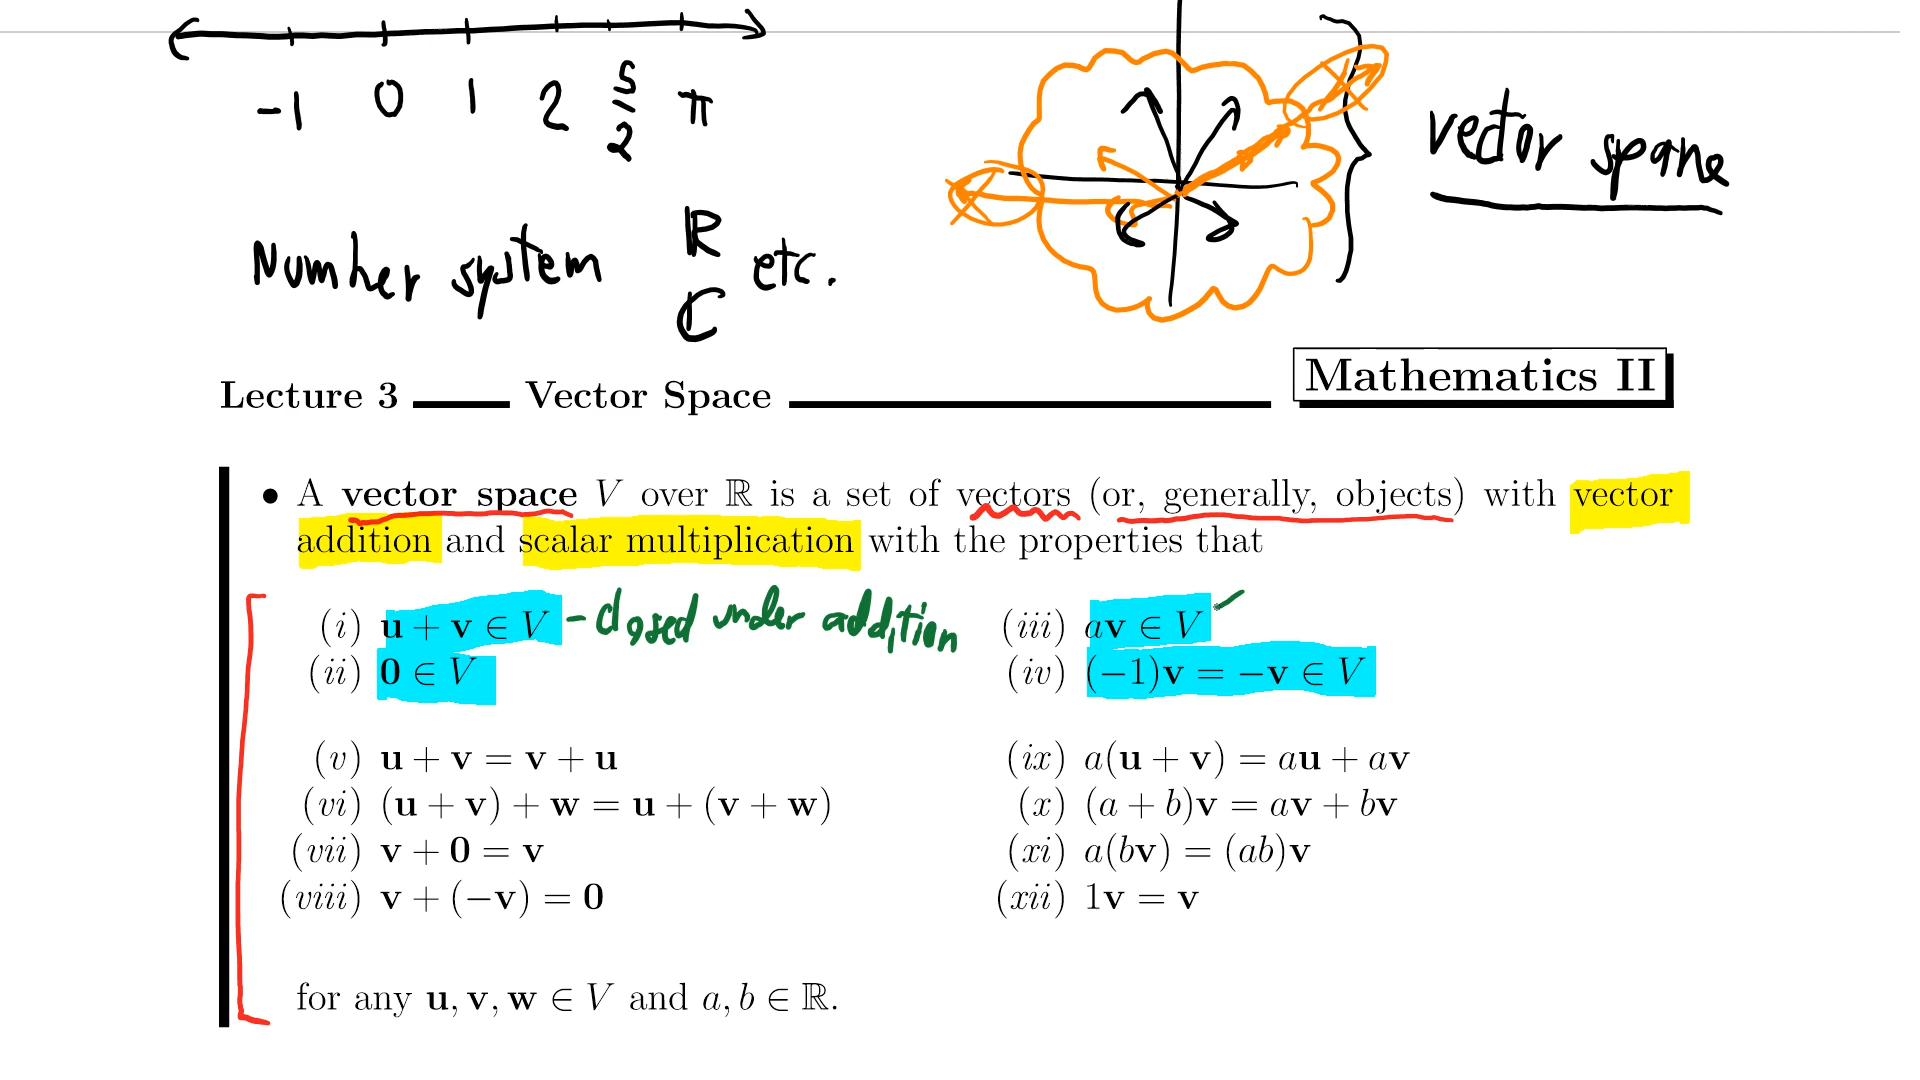 -1 0 1 2 5/2 π
vector space
Number system ℝ ℂ etc.
Lecture 3 Vector Space Mathematics II
• A vector space V over ℝ is a set of vectors (or, generally, objects) with vector
addition and scalar multiplication with the properties that
(i) u + v ∈ V - closed under addition (iii) av ∈ V ✓
(ii) 0 ∈ V (iv) (−1)v = −v ∈ V
(v) u + v = v + u (ix) a(u + v) = au + av
(vi) (u + v) + w = u + (v + w) (x) (a + b)v = av + bv
(vii) v + 0 = v (xi) a(bv) = (ab)v
(viii) v + (−v) = 0 (xii) 1v = v
for any u, v, w ∈ V and a, b ∈ ℝ.